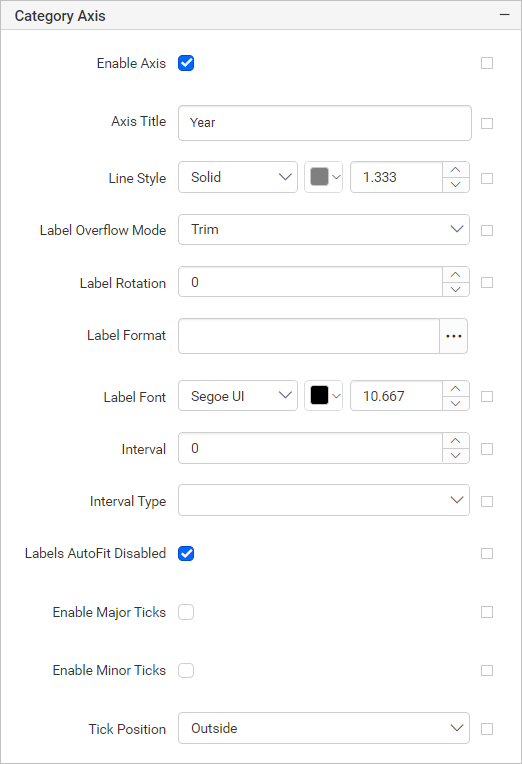 Category Axis
Enable Axis
Axis Title Year
Line Style Solid 1.333
Label Overflow Mode Trim
Label Rotation 0
Label Format ...
Label Font Segoe UI 10.667
Interval 0
Interval Type
Labels AutoFit Disabled
Enable Major Ticks
Enable Minor Ticks
Tick Position Outside